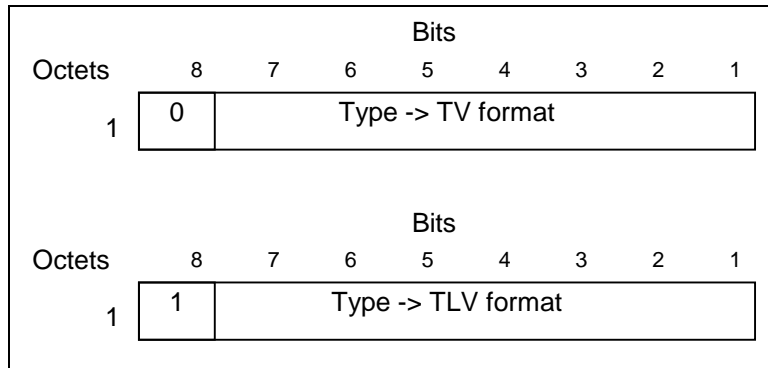 Bits
Octets 8 7 6 5 4 3 2 1
1 0 Type -> TV format
Bits
Octets 8 7 6 5 4 3 2 1
1 1 Type -> TLV format